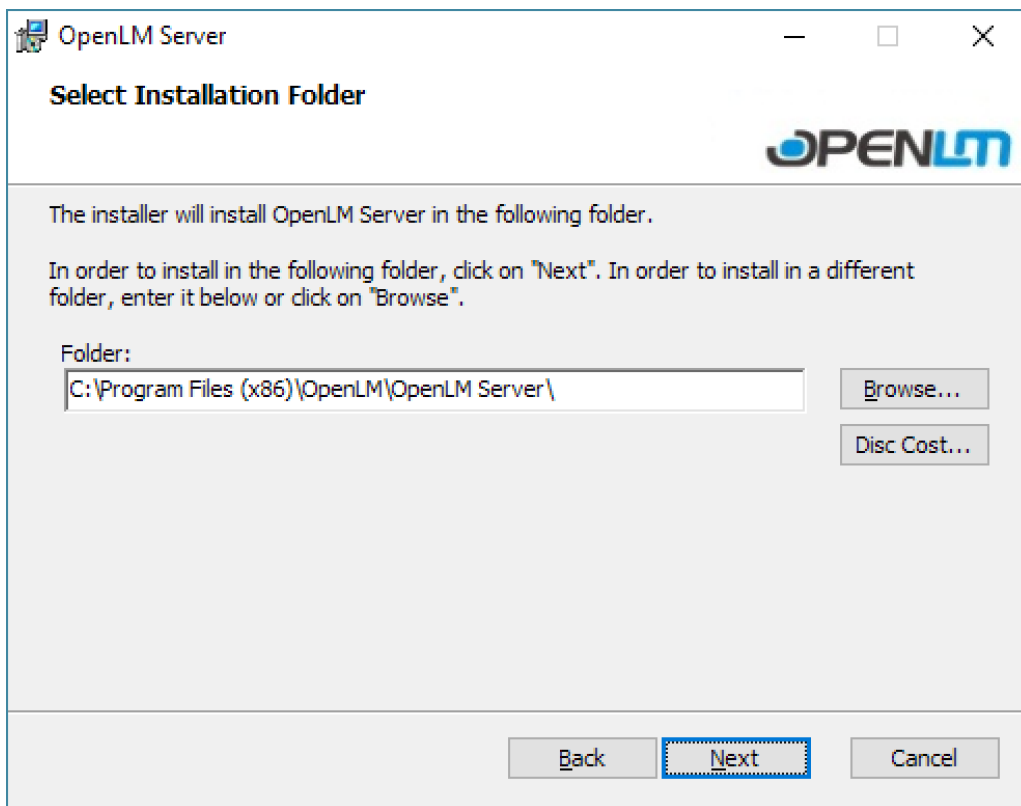 OpenLM Server
Select Installation Folder
OPENLM
The installer will install OpenLM Server in the following folder.
In order to install in the following folder, click on "Next". In order to install in a different
folder, enter it below or click on "Browse".
Folder:
C:\Program Files (x86)\OpenLM\OpenLM Server\
Browse...
Disc Cost...
Back
Next
Cancel